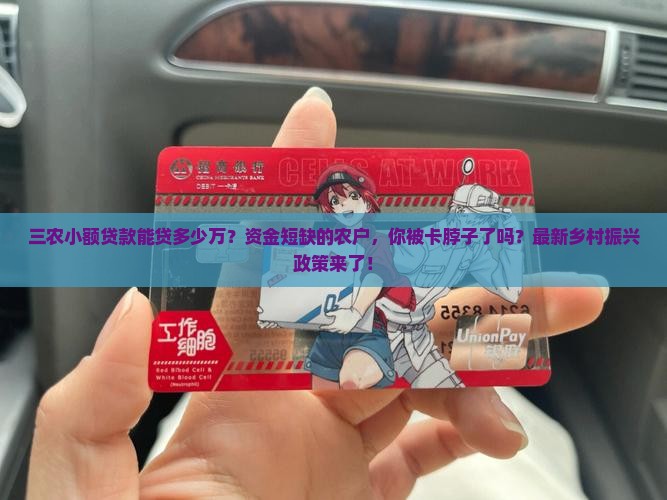 招商银行
CHINA MERCHANTS BANK
DEBIT 一卡通
CELLS AT WORK
三农小额贷款能贷多少万？资金短缺的农户，你被卡脖子了吗？最新乡村振兴
政策来了！
工作
细胞
Red Blood Cell &
White Blood Cell
(Neutrophil)
95555
UnionPay
银联